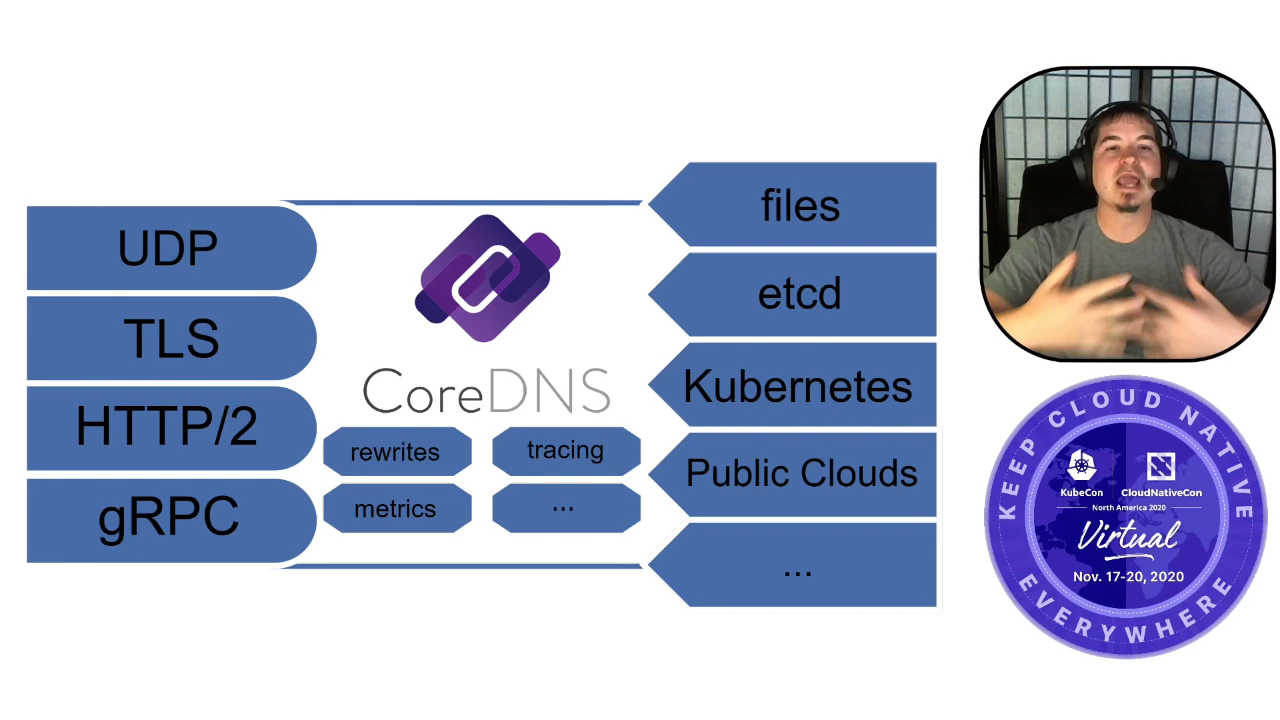 UDP
TLS
HTTP/2
gRPC
CoreDNS
rewrites
tracing
metrics
...
files
etcd
Kubernetes
Public Clouds
...
KEEP CLOUD NATIVE
KubeCon
CloudNativeCon
North America 2020
Virtual
Nov. 17-20, 2020
EVERYWHERE